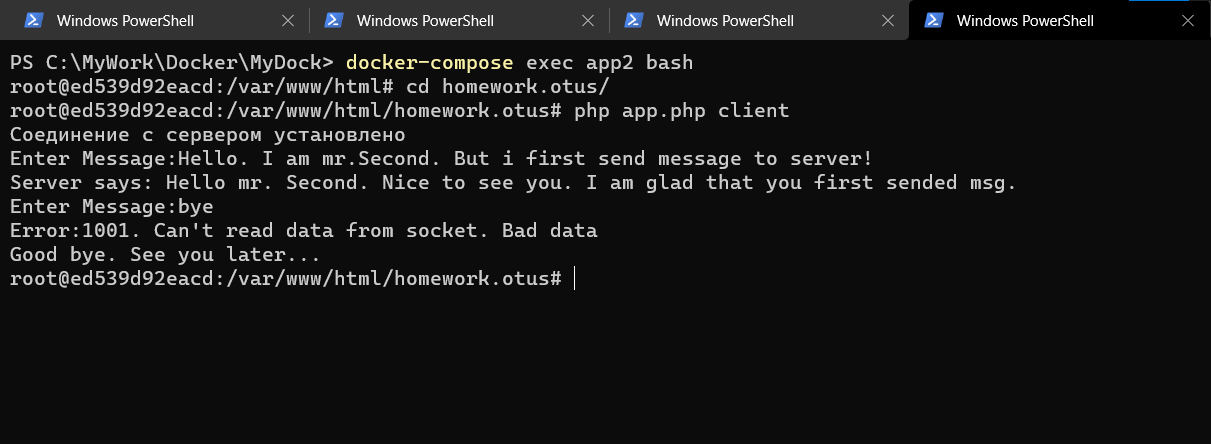 Windows PowerShell
Windows PowerShell
Windows PowerShell
Windows PowerShell
PS C:\MyWork\Docker\MyDock> docker-compose exec app2 bash
root@ed539d92eacd:/var/www/html# cd homework.otus/
root@ed539d92eacd:/var/www/html/homework.otus# php app.php client
Соединение с сервером установлено
Enter Message:Hello. I am mr.Second. But i first send message to server!
Server says: Hello mr. Second. Nice to see you. I am glad that you first sended msg.
Enter Message:bye
Error:1001. Can't read data from socket. Bad data
Good bye. See you later...
root@ed539d92eacd:/var/www/html/homework.otus#